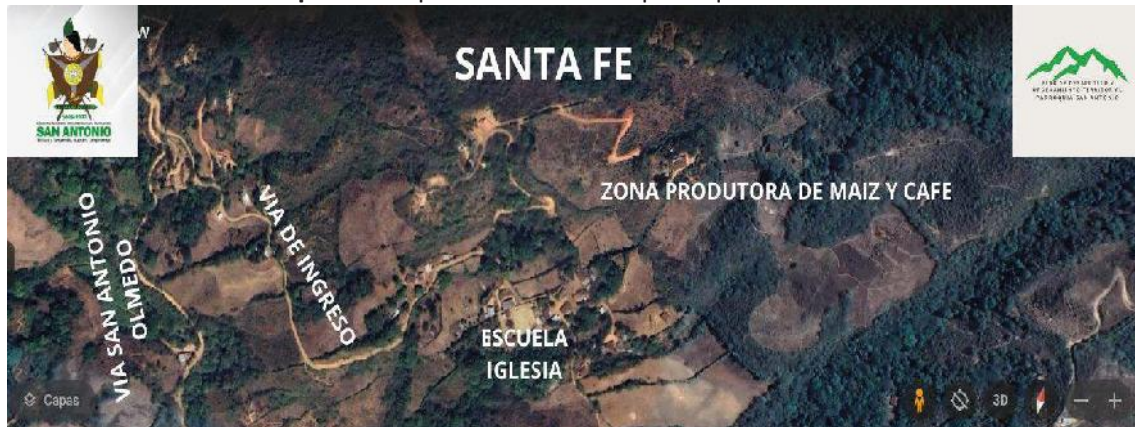 SANTA FE
SAN ANTONIO
ZONA PRODUTORA DE MAIZ Y CAFE
VIA SAN ANTONIO
OLMEDO
VIA DE INGRESO
ESCUELA
IGLESIA
Capas
3D